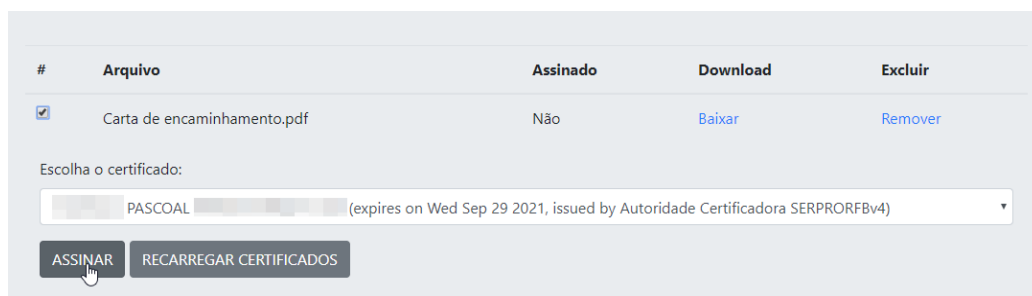 # Arquivo Assinado Download Excluir
Carta de encaminhamento.pdf Não Baixar Remover
Escolha o certificado:
PASCOAL (expires on Wed Sep 29 2021, issued by Autoridade Certificadora SERPRORFBv4)
ASSINAR RECARREGAR CERTIFICADOS